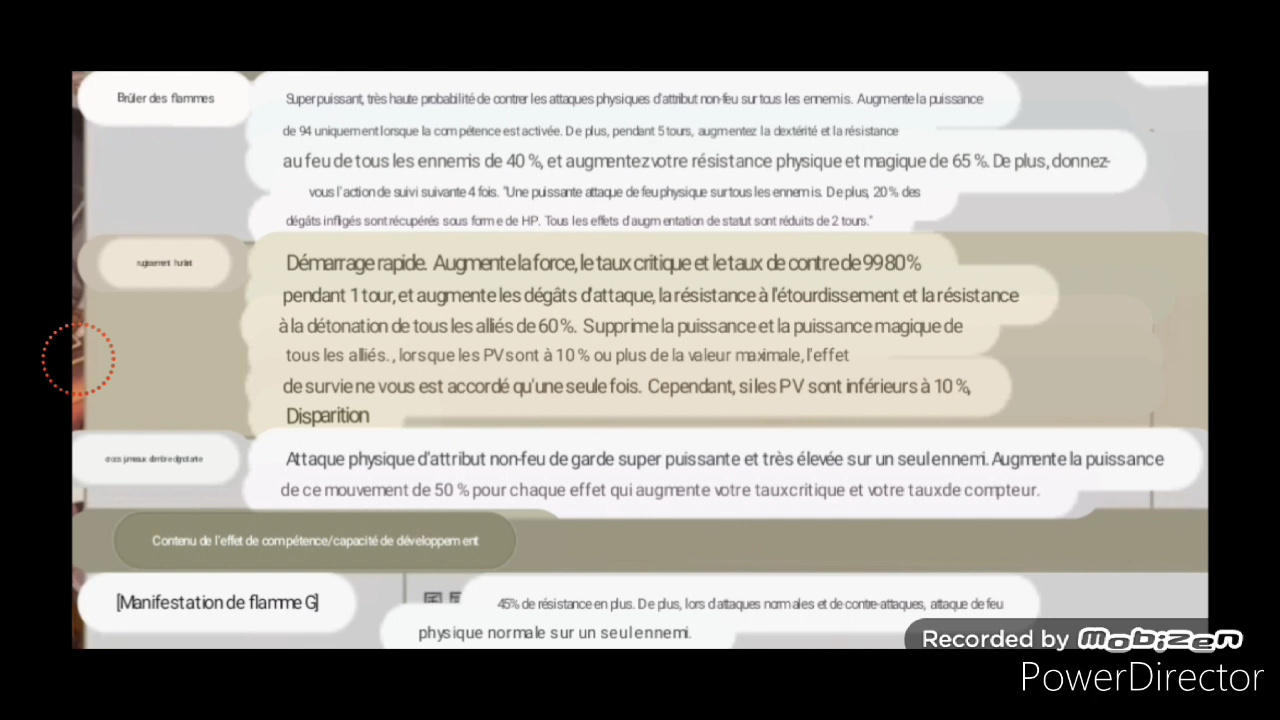 Brûler des flammes
Super puissant, très haute probabilité de contrer les attaques physiques d'attribut non-feu sur tous les ennemis. Augmente la puissance
de 94 uniquement lorsque la compétence est activée. De plus, pendant 5 tours, augmentez la dextérité et la résistance
au feu de tous les ennemis de 40 %, et augmentez votre résistance physique et magique de 65 %. De plus, donnez-
vous l'action de suivi suivante 4 fois. "Une puissante attaque de feu physique sur tous les ennemis. De plus, 20 % des
dégâts infligés sont récupérés sous forme de HP. Tous les effets d'augmentation de statut sont réduits de 2 tours."
rugissement hurlant
Démarrage rapide. Augmente la force, le taux critique et le taux de contre de 9980 %
pendant 1 tour, et augmente les dégâts d'attaque, la résistance à l'étourdissement et la résistance
à la détonation de tous les alliés de 60 %. Supprime la puissance et la puissance magique de
tous les alliés. , lorsque les PV sont à 10 % ou plus de la valeur maximale, l'effet
de survie ne vous est accordé qu'une seule fois. Cependant, si les PV sont inférieurs à 10 %,
Disparition
Attaque physique d'attribut non-feu de garde super puissante et très élevée sur un seul ennemi. Augmente la puissance
de ce mouvement de 50 % pour chaque effet qui augmente votre taux critique et votre taux de compteur.
Contenu de l'effet de compétence/capacité de développement
[Manifestation de flamme G]
45% de résistance en plus. De plus, lors d'attaques normales et de contre-attaques, attaque de feu
physique normale sur un seul ennemi.
Recorded by Mobizen
PowerDirector